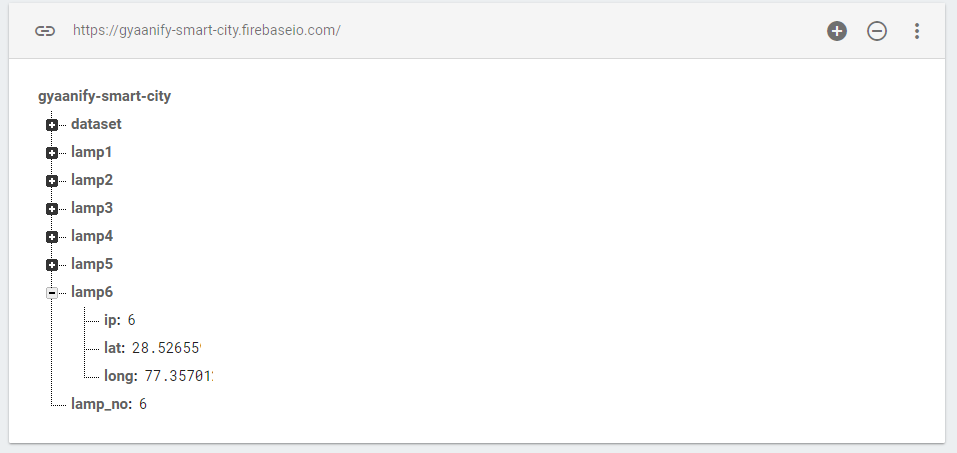 https://gyaanify-smart-city.firebaseio.com/
gyaanify-smart-city
dataset
lamp1
lamp2
lamp3
lamp4
lamp5
lamp6
ip: 6
lat: 28.52655
long: 77.357012
lamp_no: 6